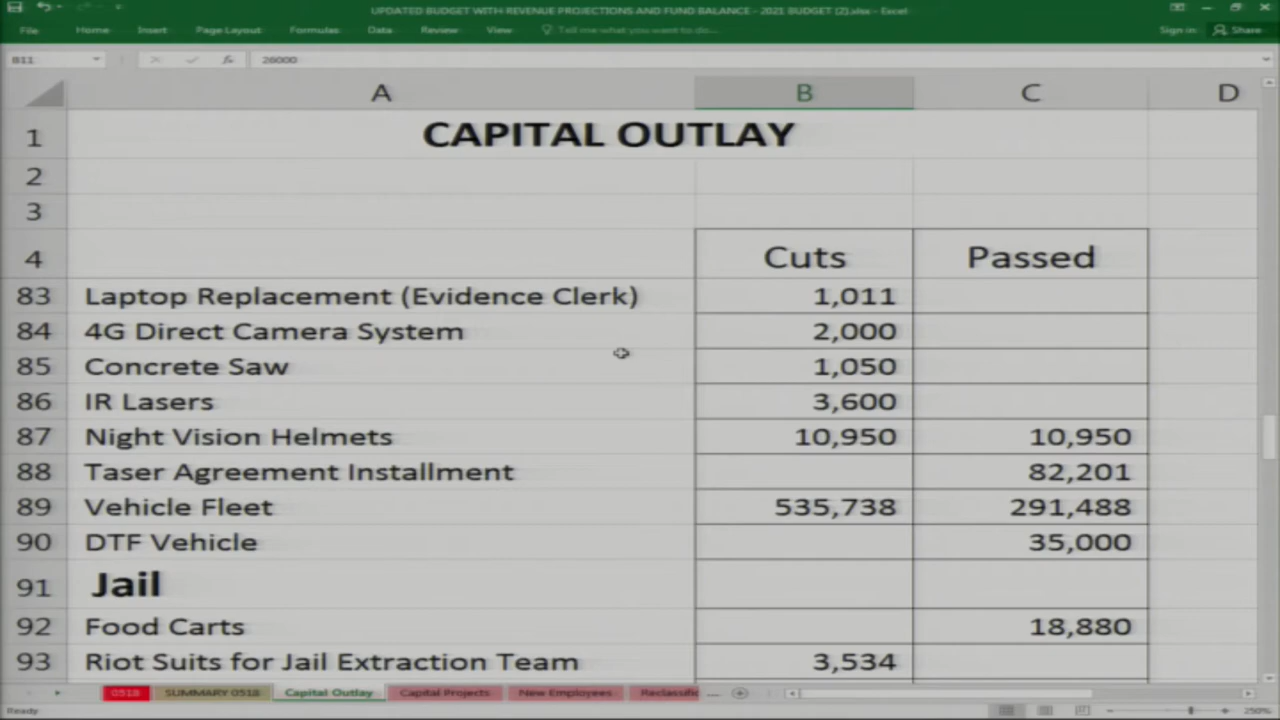 UPDATED BUDGET WITH REVENUE PROJECTIONS AND FUND BALANCE - 2021 BUDGET (2).xlsx - Excel
File Home Insert Page Layout Formulas Data Review View Tell me what you want to do... Sign in Share
B11 fx 26000
A B C D
1 CAPITAL OUTLAY
2
3
4 Cuts Passed
83 Laptop Replacement (Evidence Clerk) 1,011
84 4G Direct Camera System 2,000
85 Concrete Saw 1,050
86 IR Lasers 3,600
87 Night Vision Helmets 10,950 10,950
88 Taser Agreement Installment 82,201
89 Vehicle Fleet 535,738 291,488
90 DTF Vehicle 35,000
91 Jail
92 Food Carts 18,880
93 Riot Suits for Jail Extraction Team 3,534
0518 SUMMARY 0518 Capital Outlay Capital Projects New Employees Reclassific ...
Ready 250%